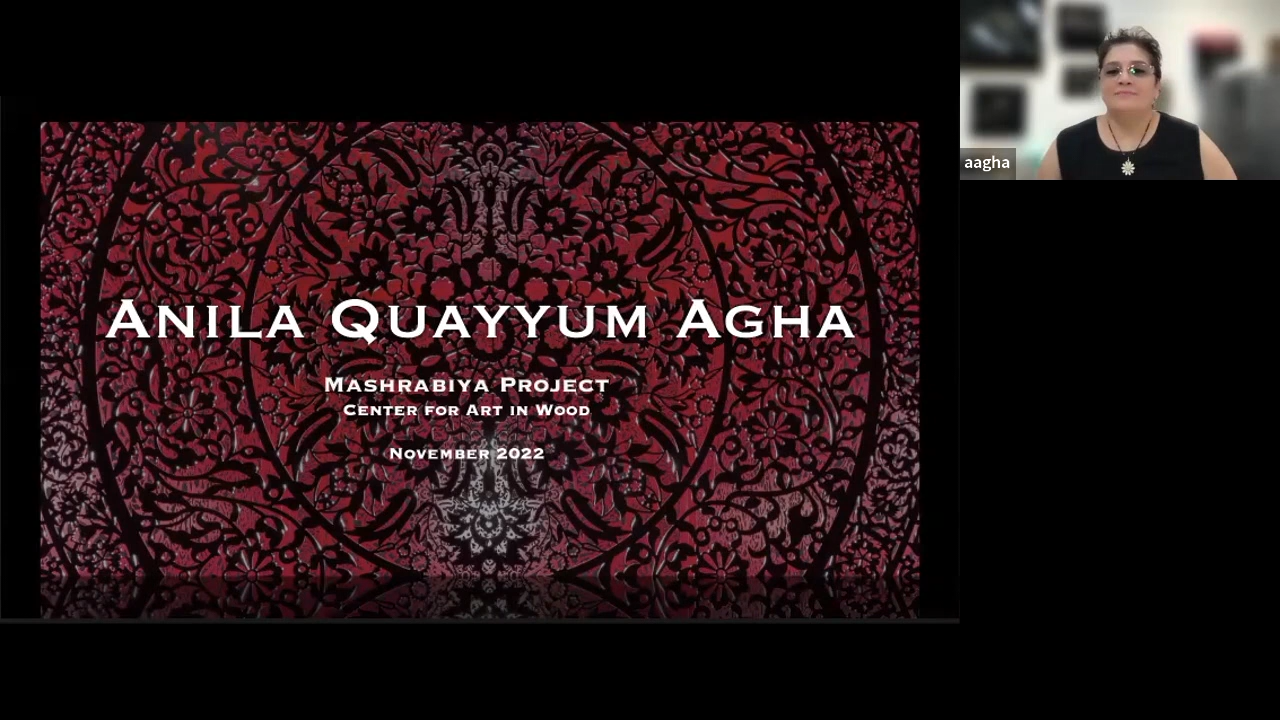 ANILA QUAYYUM AGHA
MASHRABIYA PROJECT
CENTER FOR ART IN WOOD
NOVEMBER 2022
aagha